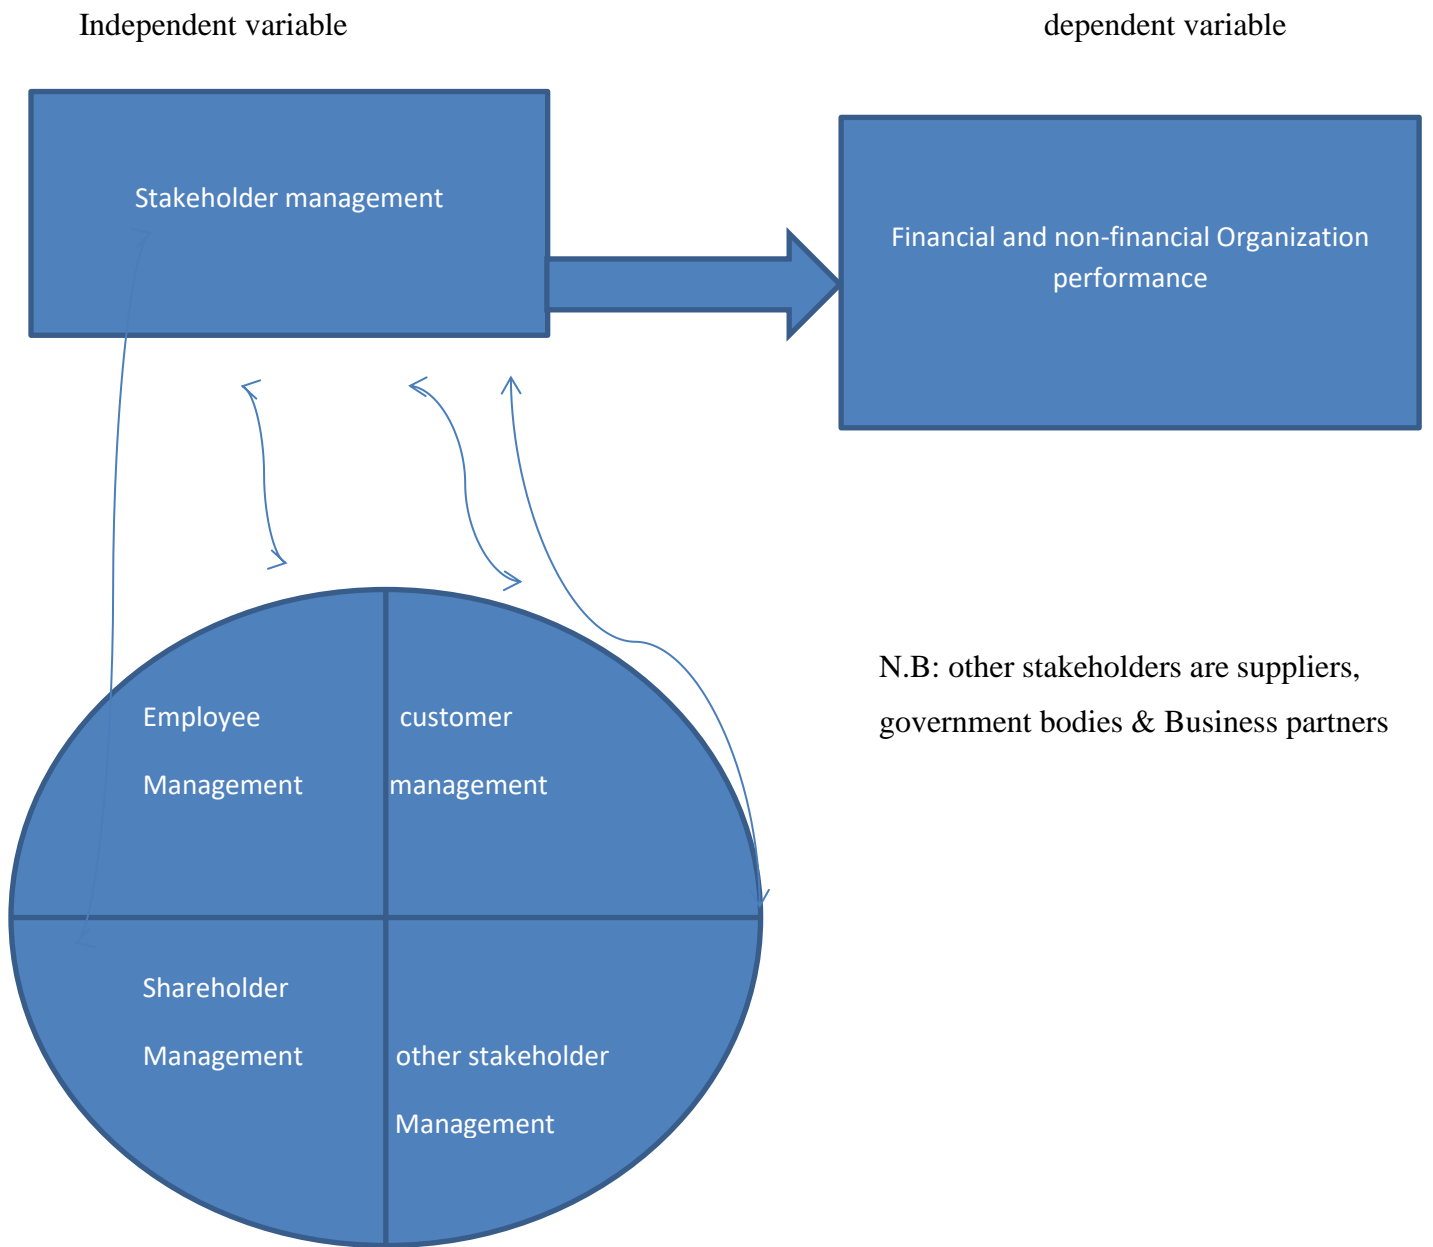 Independent variable
dependent variable
Stakeholder management
Financial and non-financial Organization
performance
N.B: other stakeholders are suppliers,
government bodies & Business partners
Employee
Management
customer
management
Shareholder
Management
other stakeholder
Management